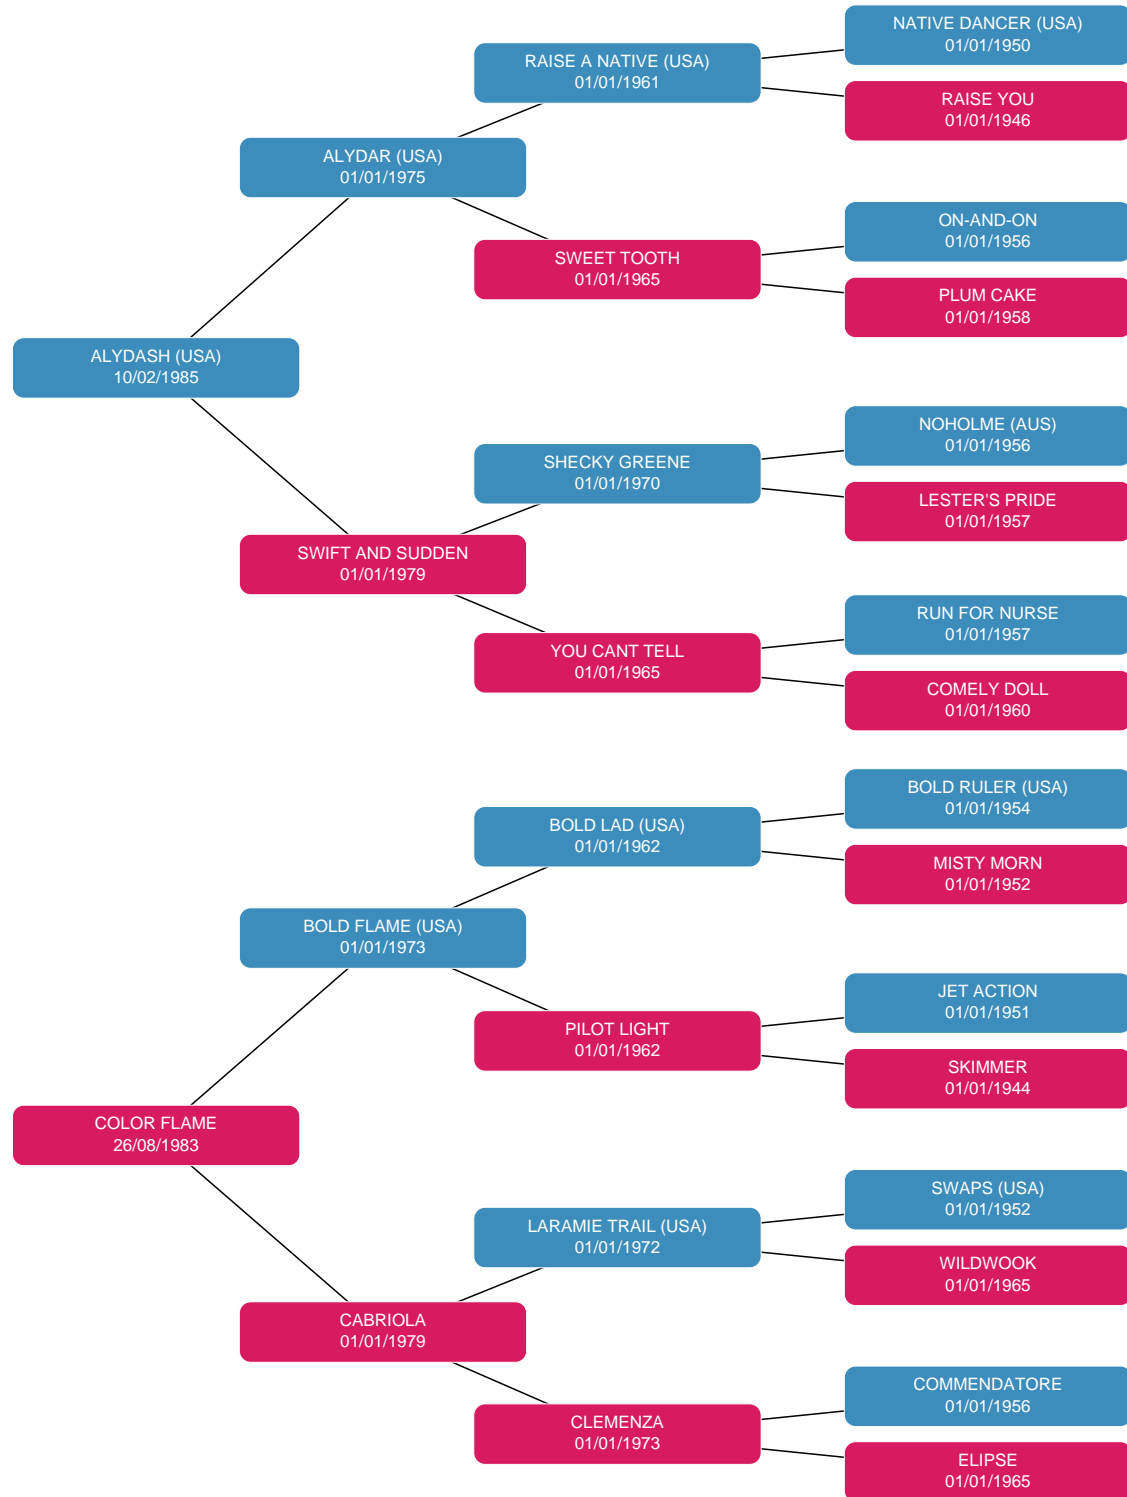 NATIVE DANCER (USA)
01/01/1950
RAISE A NATIVE (USA)
01/01/1961
RAISE YOU
01/01/1946
ALYDAR (USA)
01/01/1975
ON-AND-ON
01/01/1956
SWEET TOOTH
01/01/1965
PLUM CAKE
01/01/1958
ALYDASH (USA)
10/02/1985
NOHOLME (AUS)
01/01/1956
SHECKY GREENE
01/01/1970
LESTER'S PRIDE
01/01/1957
SWIFT AND SUDDEN
01/01/1979
RUN FOR NURSE
01/01/1957
YOU CANT TELL
01/01/1965
COMELY DOLL
01/01/1960
BOLD RULER (USA)
01/01/1954
BOLD LAD (USA)
01/01/1962
MISTY MORN
01/01/1952
BOLD FLAME (USA)
01/01/1973
JET ACTION
01/01/1951
PILOT LIGHT
01/01/1962
SKIMMER
01/01/1944
COLOR FLAME
26/08/1983
SWAPS (USA)
01/01/1952
LARAMIE TRAIL (USA)
01/01/1972
WILDWOOK
01/01/1965
CABRIOLA
01/01/1979
COMMENDATORE
01/01/1956
CLEMENZA
01/01/1973
ELIPSE
01/01/1965